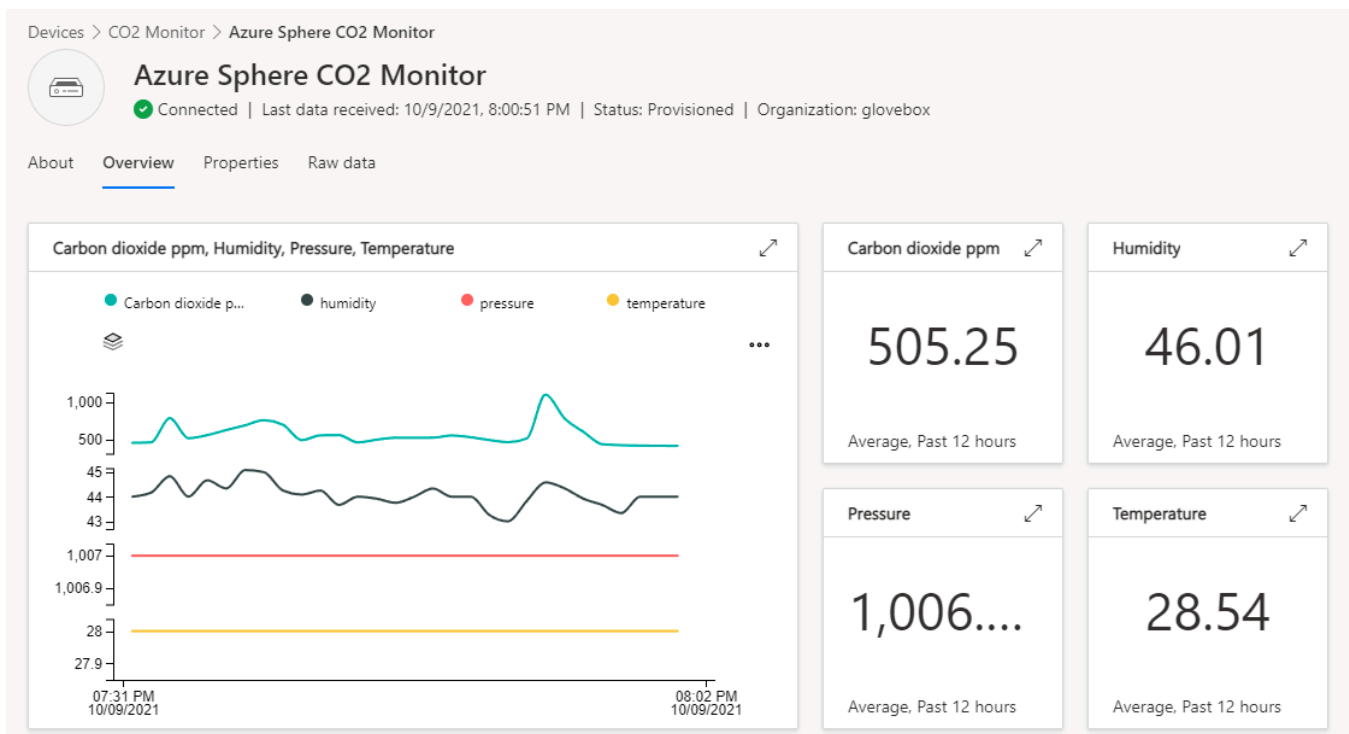 Devices > CO2 Monitor > Azure Sphere CO2 Monitor
Azure Sphere CO2 Monitor
Connected | Last data received: 10/9/2021, 8:00:51 PM | Status: Provisioned | Organization: glovebox
About Overview Properties Raw data
Carbon dioxide ppm, Humidity, Pressure, Temperature
Carbon dioxide p... humidity pressure temperature
1,000
500
45
44
43
1,007
1,006.9
28
27.9
07:31 PM 08:02 PM
10/09/2021 10/09/2021
Carbon dioxide ppm
505.25
Average, Past 12 hours
Humidity
46.01
Average, Past 12 hours
Pressure
1,006....
Average, Past 12 hours
Temperature
28.54
Average, Past 12 hours